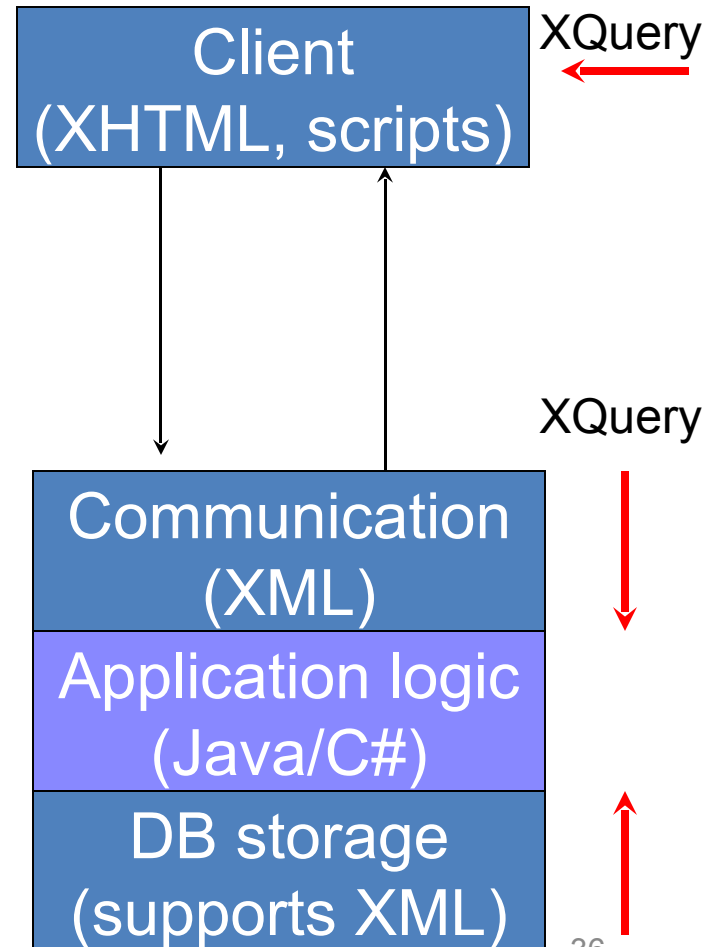 Client
(XHTML, scripts)
XQuery
XQuery
Communication
(XML)
Application logic
(Java/C#)
DB storage
(supports XML)